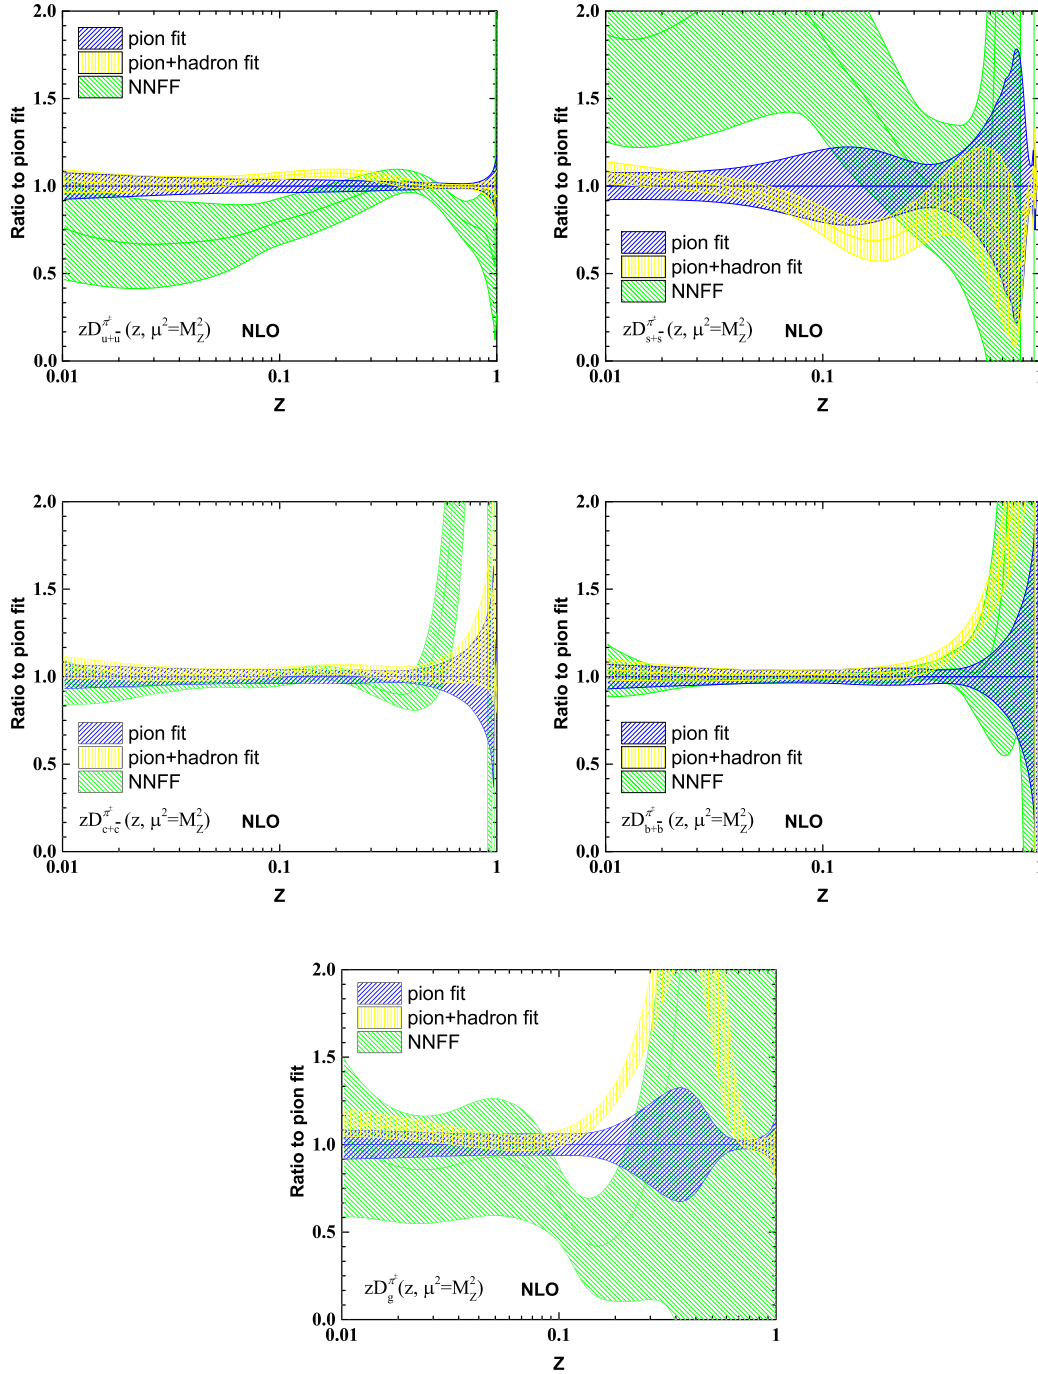 2.0
1.5
1.0
0.5
0.0
Ratio to pion fit
pion fit
pion+hadron fit
NNFF
zD^{π^±}_{u+u̅}(z, μ²=M_Z²) NLO
0.01 0.1 1
Z
2.0
1.5
1.0
0.5
0.0
Ratio to pion fit
pion fit
pion+hadron fit
NNFF
zD^{π^±}_{s+s̅}(z, μ²=M_Z²) NLO
0.01 0.1 1
Z
2.0
1.5
1.0
0.5
0.0
Ratio to pion fit
pion fit
pion+hadron fit
NNFF
zD^{π^±}_{c+c̅}(z, μ²=M_Z²) NLO
0.01 0.1 1
Z
2.0
1.5
1.0
0.5
0.0
Ratio to pion fit
pion fit
pion+hadron fit
NNFF
zD^{π^±}_{b+b̅}(z, μ²=M_Z²) NLO
0.01 0.1 1
Z
2.0
1.5
1.0
0.5
0.0
Ratio to pion fit
pion fit
pion+hadron fit
NNFF
zD^{π^±}_{g}(z, μ²=M_Z²) NLO
0.01 0.1 1
Z